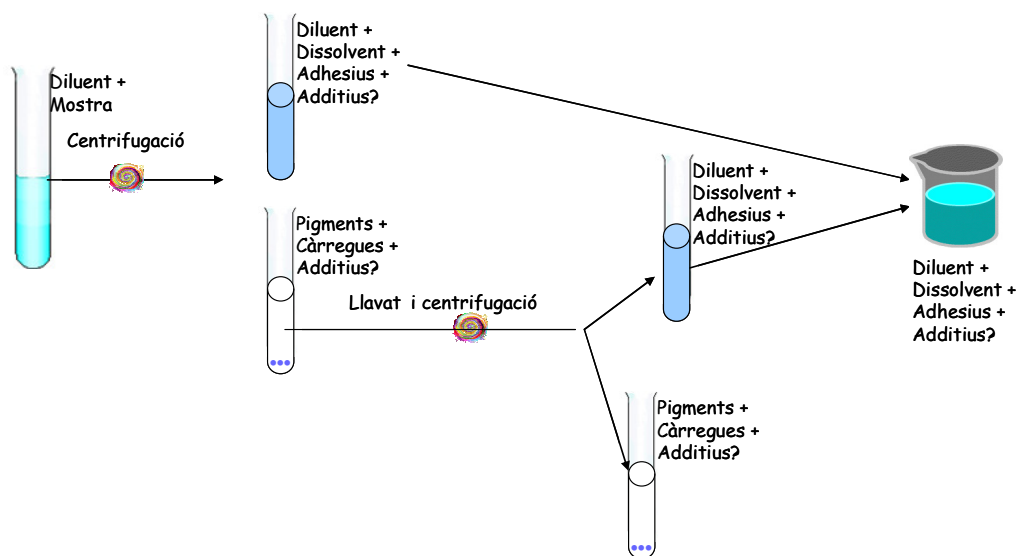 Diluent +
Mostra
Centrifugació
Diluent +
Dissolvent +
Adhesius +
Additius?
Pigments +
Càrregues +
Additius?
Llavat i centrifugació
Diluent +
Dissolvent +
Adhesius +
Additius?
Pigments +
Càrregues +
Additius?
Diluent +
Dissolvent +
Adhesius +
Additius?